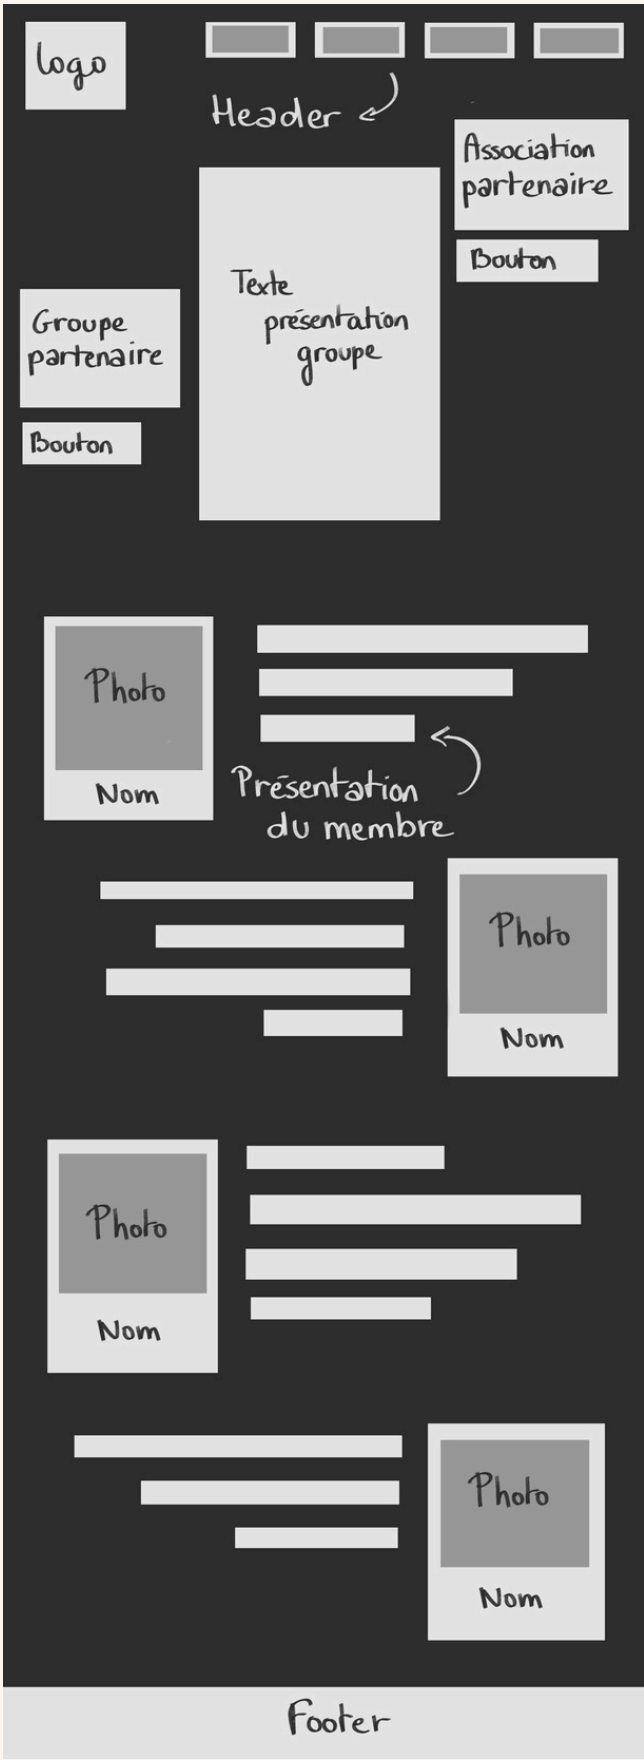 logo
Header
Association
partenaire
Bouton
Texte
présentation
groupe
Groupe
partenaire
Bouton
Photo
Nom
Présentation
du membre
Photo
Nom
Photo
Nom
Photo
Nom
Footer